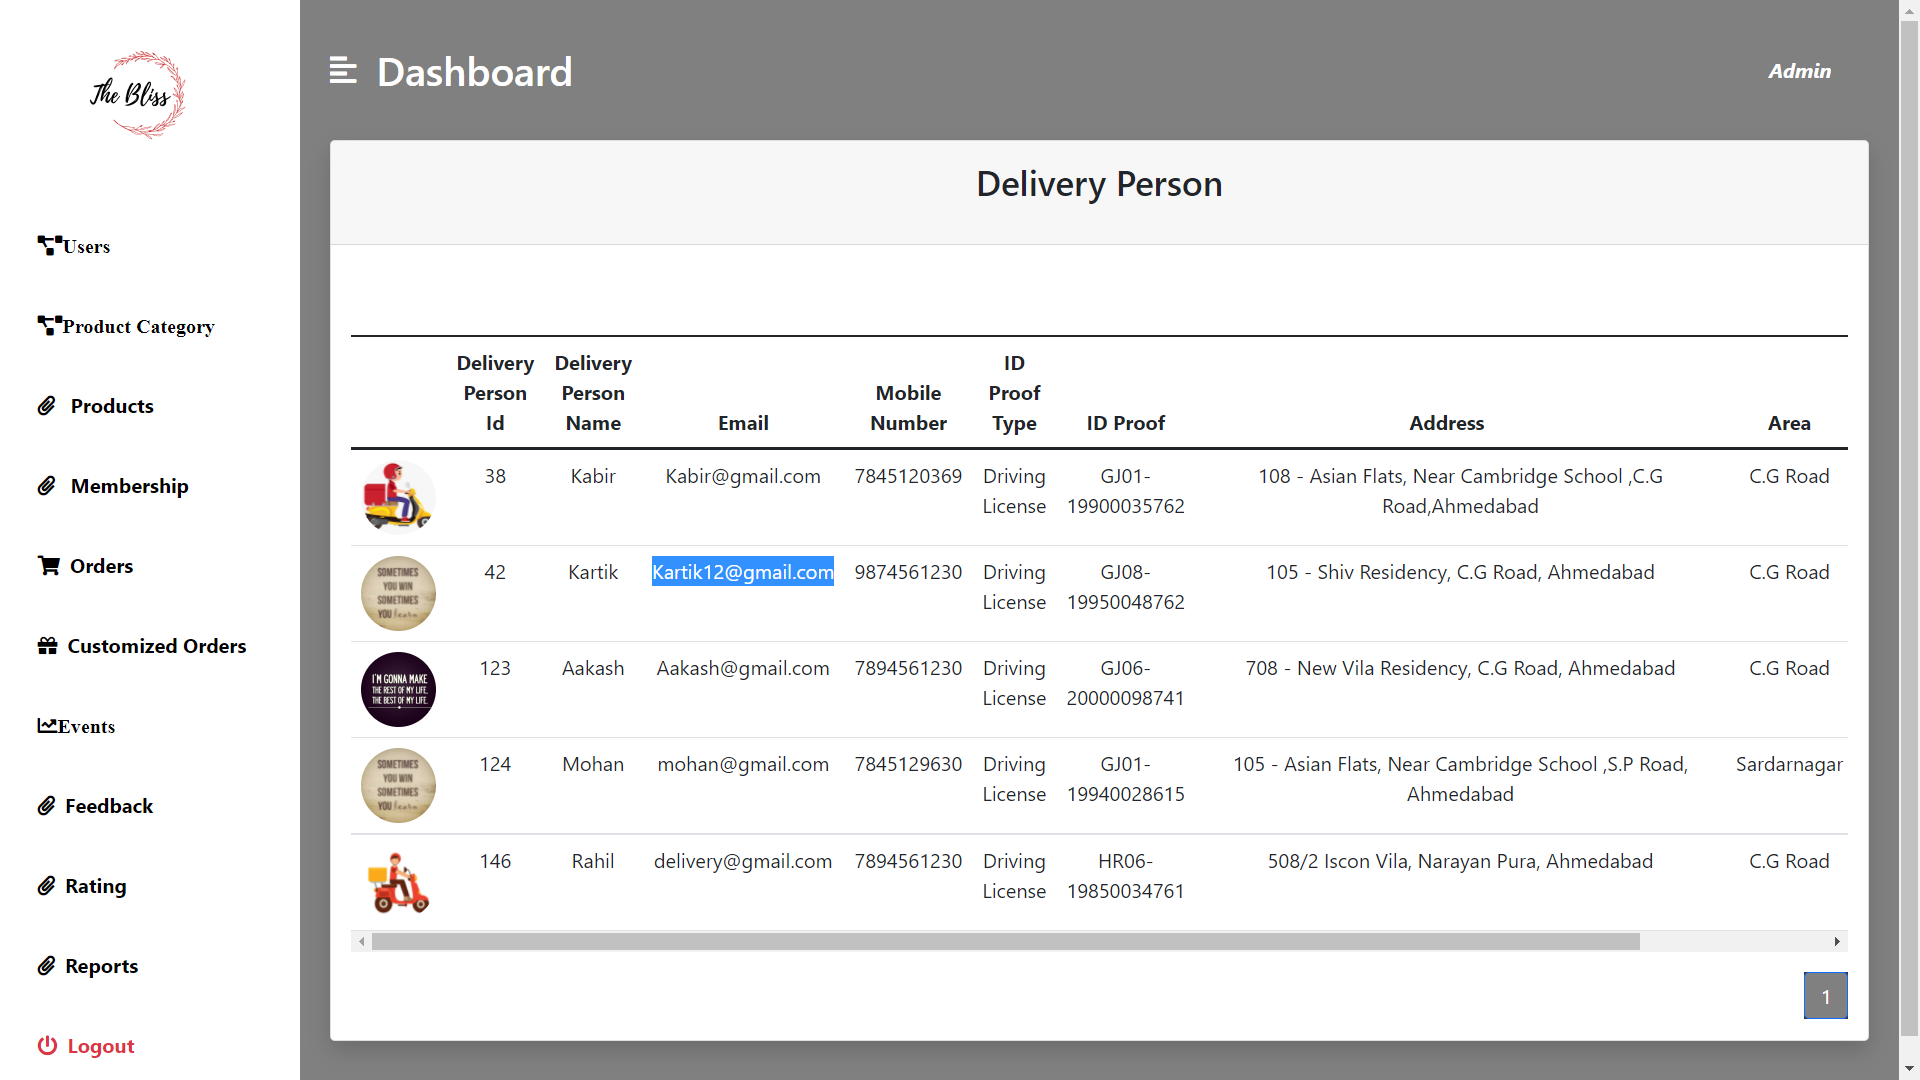 The Bliss
Users
Product Category
Products
Membership
Orders
Customized Orders
Events
Feedback
Rating
Reports
Logout
Dashboard
Admin
Delivery Person
Delivery Person Id
Delivery Person Name
Email
Mobile Number
ID Proof Type
ID Proof
Address
Area
38 Kabir Kabir@gmail.com 7845120369 Driving GJ01- 108 - Asian Flats, Near Cambridge School ,C.G C.G Road
License 19900035762 Road,Ahmedabad
SOMETIMES
YOU WIN
SOMETIMES
YOU learn
42 Kartik Kartik12@gmail.com 9874561230 Driving GJ08- 105 - Shiv Residency, C.G Road, Ahmedabad C.G Road
License 19950048762
I'M GONNA MAKE
THE REST OF MY LIFE,
THE BEST OF MY LIFE.
123 Aakash Aakash@gmail.com 7894561230 Driving GJ06- 708 - New Vila Residency, C.G Road, Ahmedabad C.G Road
License 20000098741
SOMETIMES
YOU WIN
SOMETIMES
YOU learn
124 Mohan mohan@gmail.com 7845129630 Driving GJ01- 105 - Asian Flats, Near Cambridge School ,S.P Road, Sardarnagar
License 19940028615 Ahmedabad
146 Rahil delivery@gmail.com 7894561230 Driving HR06- 508/2 Iscon Vila, Narayan Pura, Ahmedabad C.G Road
License 19850034761
1